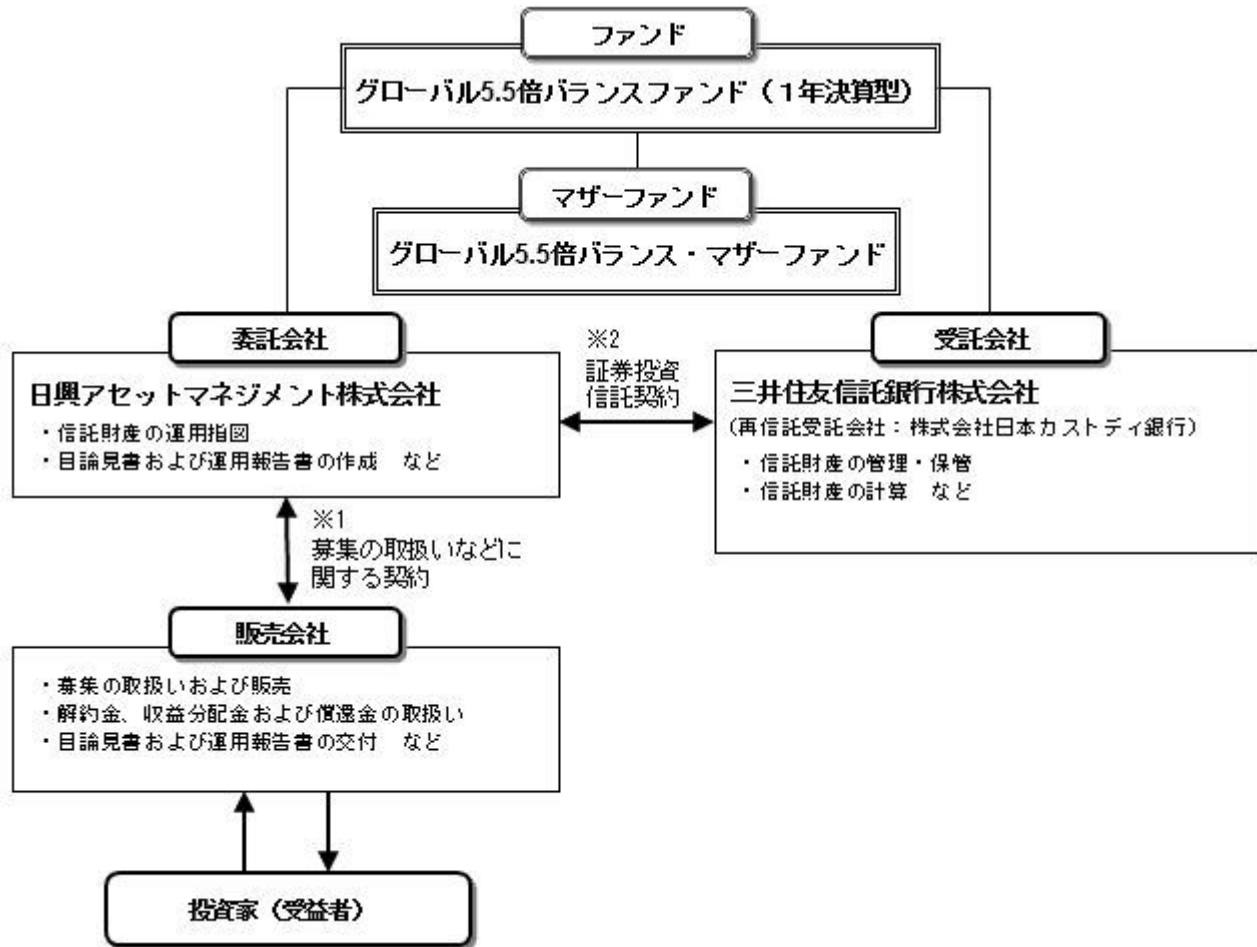 ファンド
グローバル5.5倍バランスファンド（１年決算型）
マザーファンド
グローバル5.5倍バランス・マザーファンド
委託会社
日興アセットマネジメント株式会社
・信託財産の運用指図
・目論見書および運用報告書の作成　など
※2
証券投資
信託契約
受託会社
三井住友信託銀行株式会社
(再信託受託会社：株式会社日本カストディ銀行)
・信託財産の管理・保管
・信託財産の計算　など
※1
募集の取扱いなどに
関する契約
販売会社
・募集の取扱いおよび販売
・解約金、収益分配金および償還金の取扱い
・目論見書および運用報告書の交付　など
投資家（受益者）